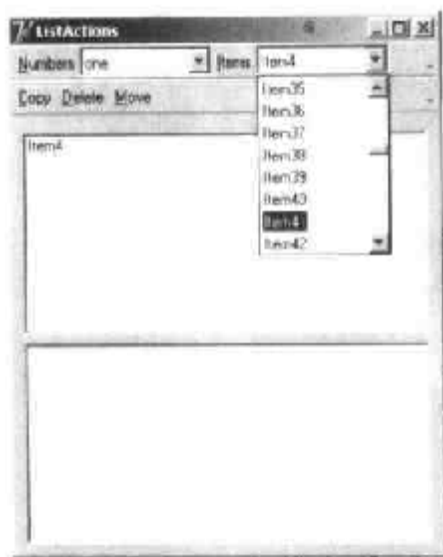 ListActions
Numbers one Items Item4
Copy Delete Move
Item4
Item35
Item36
Item37
Item38
Item39
Item40
Item41
Item42